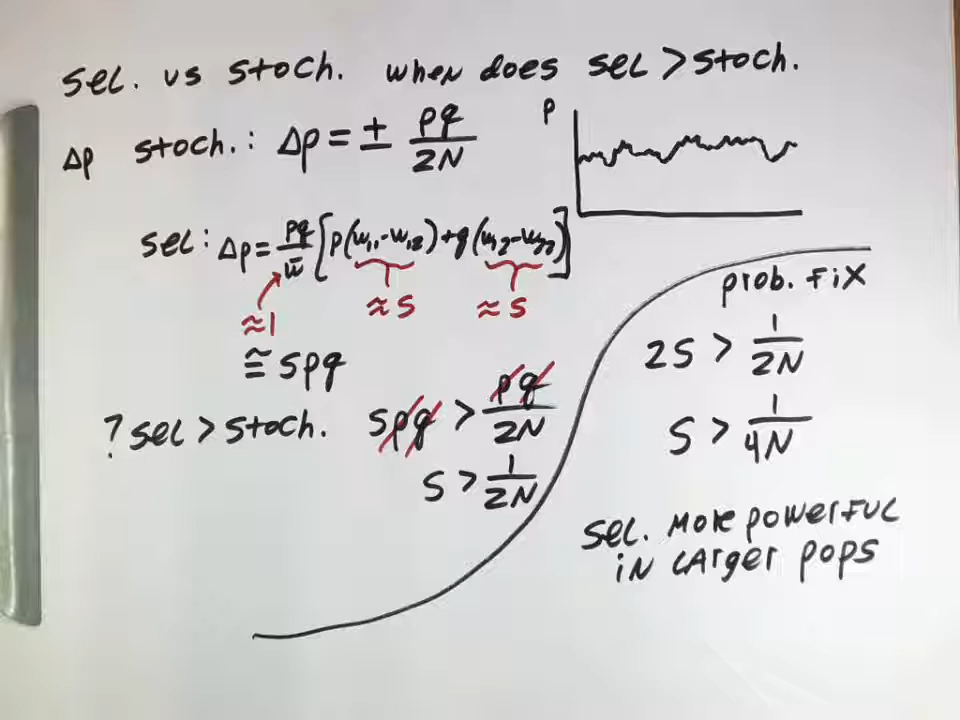 sel. vs stoch. when does sel > stoch.
Δp stoch.: Δp = ± pq/2N
p
sel: Δp = pq/w̄ [p(w₁₁-w₁₂)+q(w₁₂-w₂₂)]
≈1 ≈s ≈s
≅ spq
? sel > stoch. spq > pq/2N
s > 1/2N
prob. fix
2s > 1/2N
s > 1/4N
sel. more powerful
in larger pops